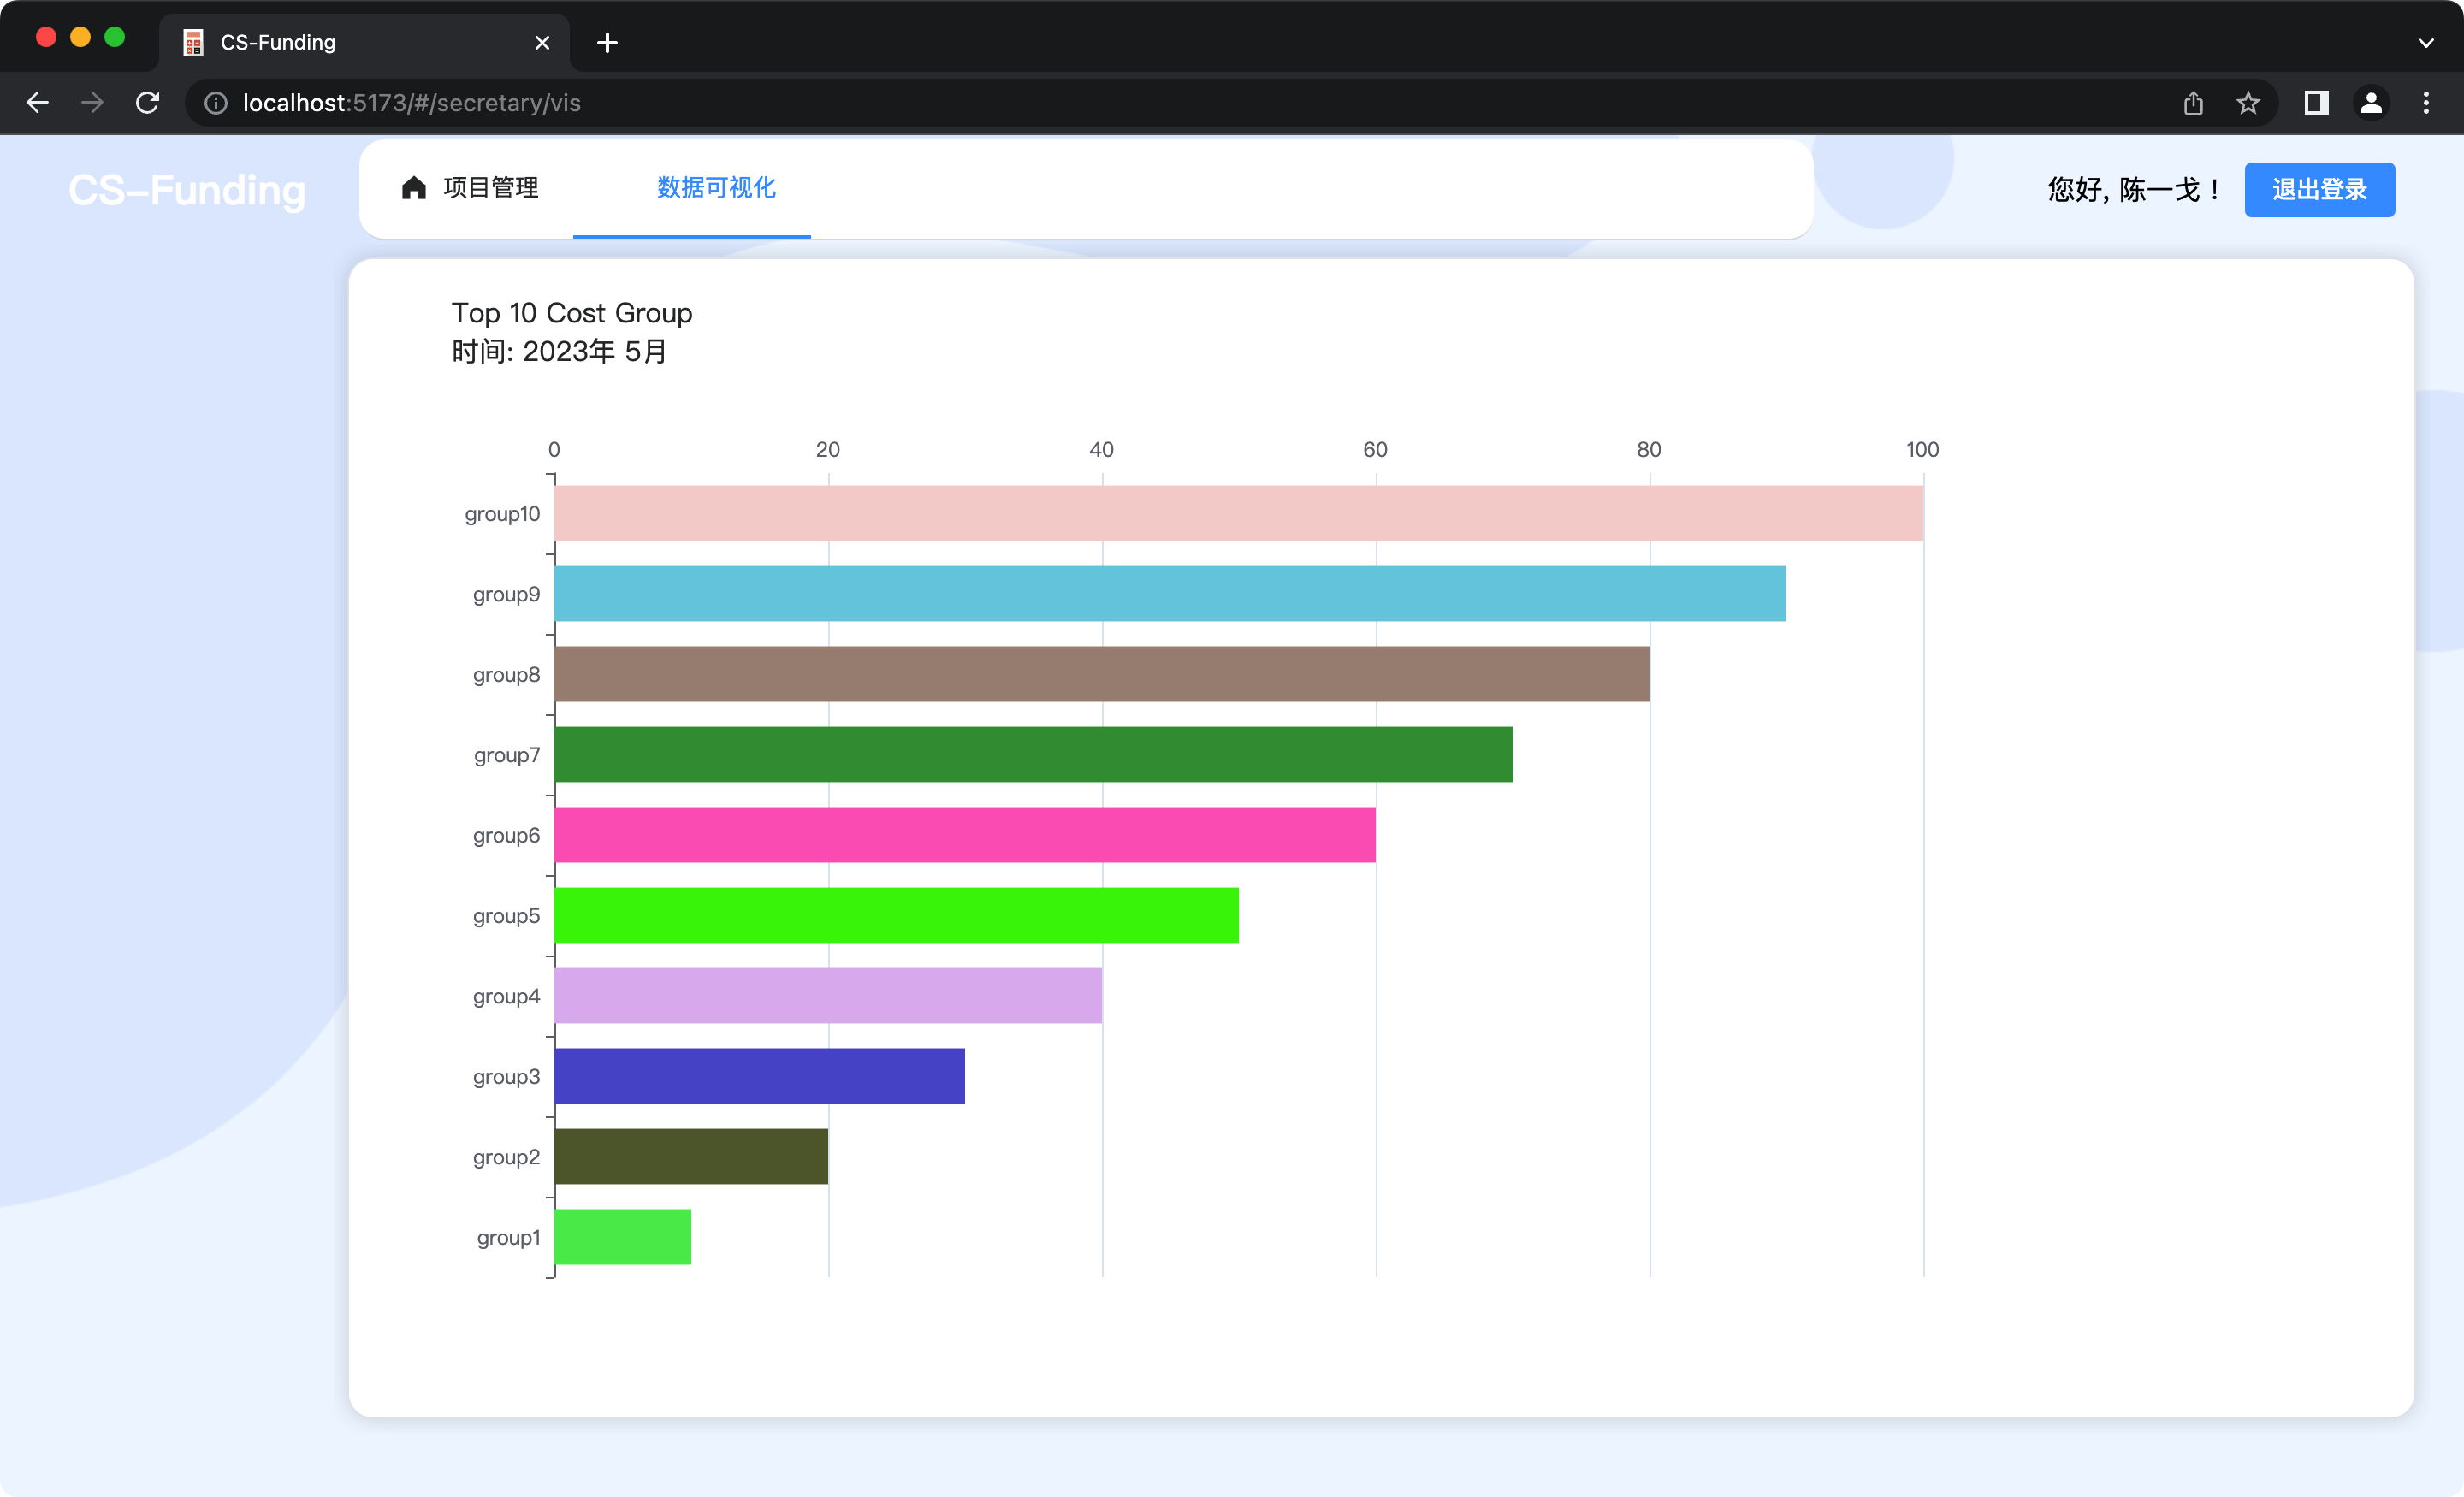 CS-Funding
localhost:5173/#/secretary/vis
CS-Funding
项目管理
数据可视化
您好, 陈一戈！
退出登录
Top 10 Cost Group
时间: 2023年 5月
0 20 40 60 80 100
group10
group9
group8
group7
group6
group5
group4
group3
group2
group1